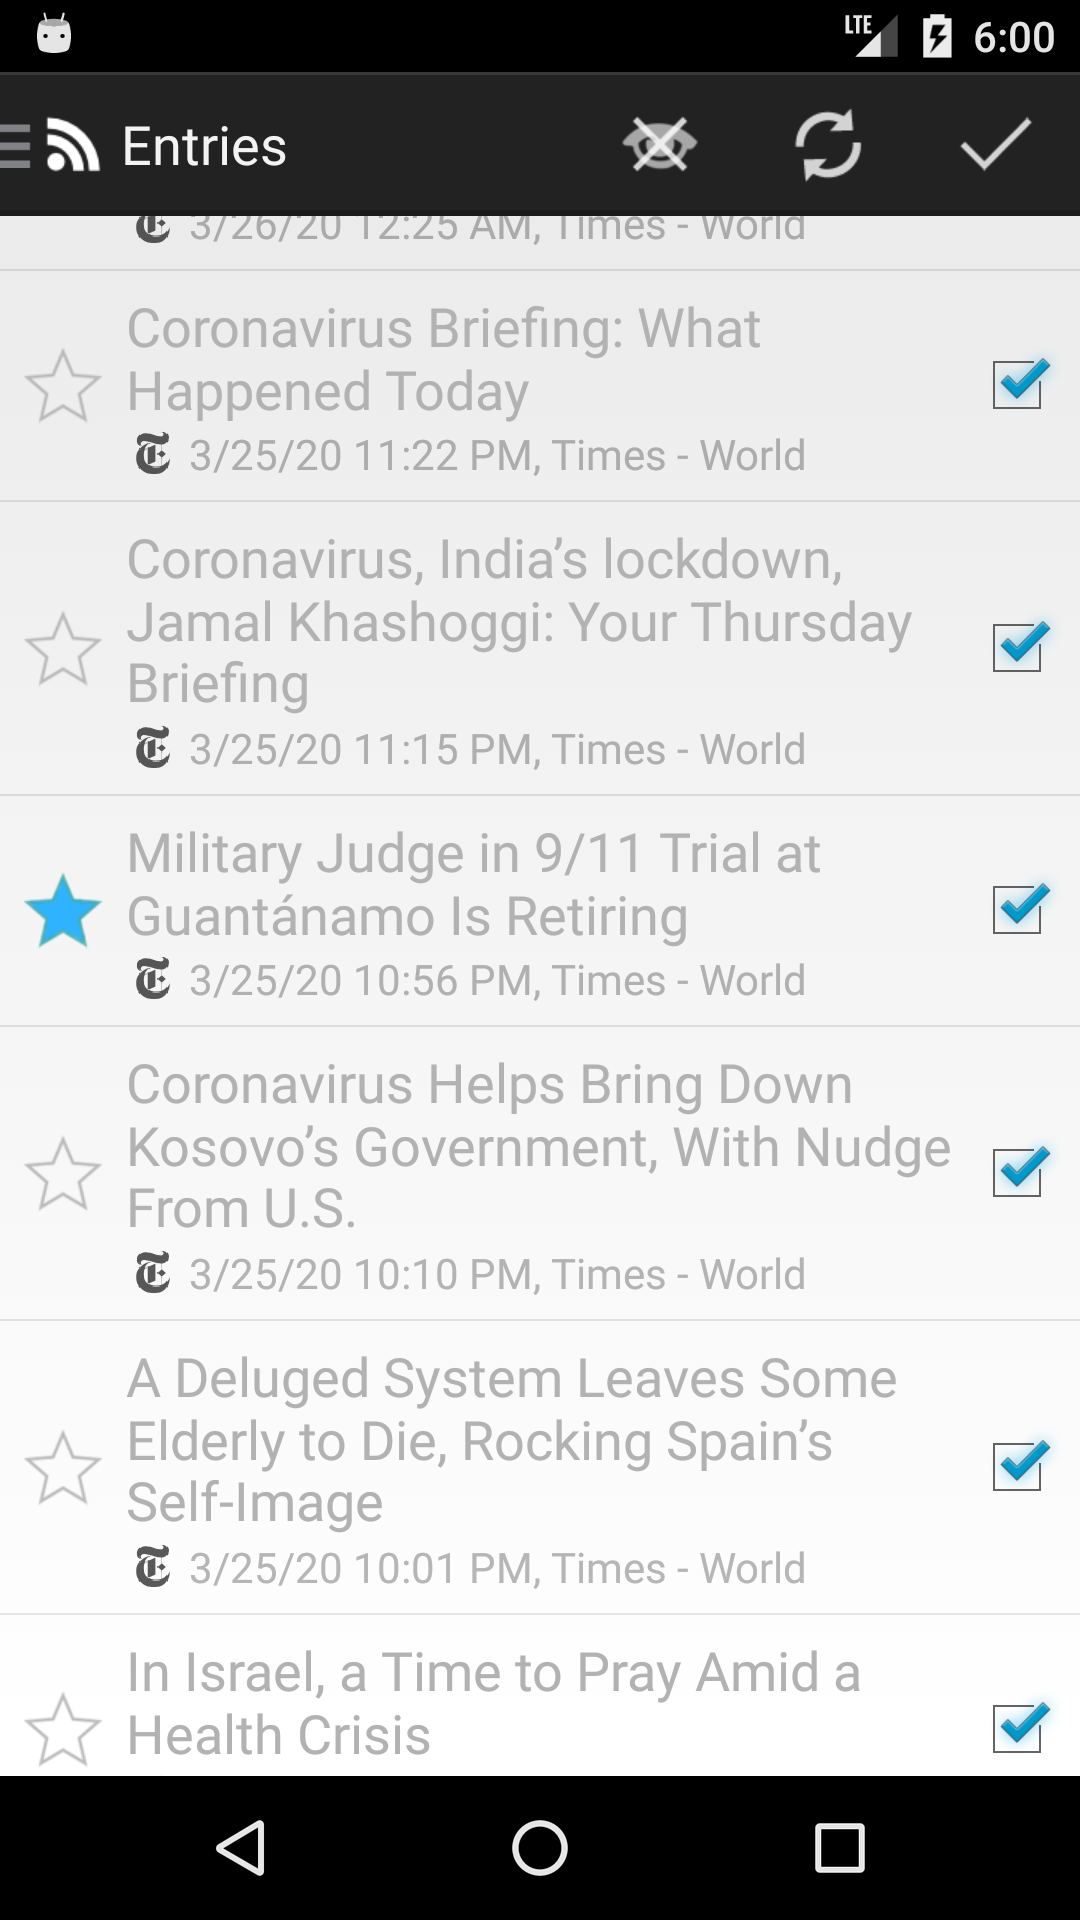 LTE 6:00
Entries
3/26/20 12:25 AM, Times - World
Coronavirus Briefing: What
Happened Today
3/25/20 11:22 PM, Times - World
Coronavirus, India’s lockdown,
Jamal Khashoggi: Your Thursday
Briefing
3/25/20 11:15 PM, Times - World
Military Judge in 9/11 Trial at
Guantánamo Is Retiring
3/25/20 10:56 PM, Times - World
Coronavirus Helps Bring Down
Kosovo’s Government, With Nudge
From U.S.
3/25/20 10:10 PM, Times - World
A Deluged System Leaves Some
Elderly to Die, Rocking Spain’s
Self-Image
3/25/20 10:01 PM, Times - World
In Israel, a Time to Pray Amid a
Health Crisis